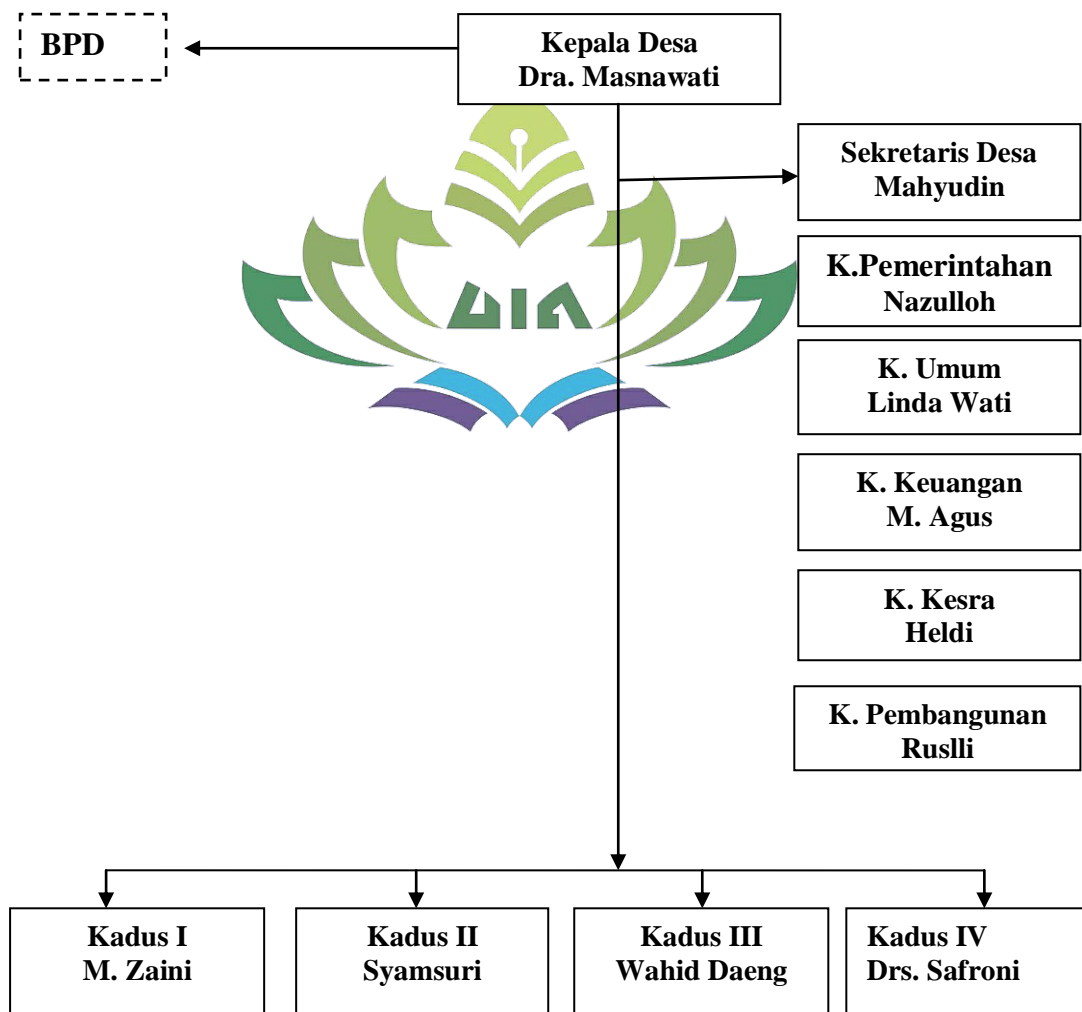 BPD
Kepala Desa
Dra. Masnawati
Sekretaris Desa
Mahyudin
K.Pemerintahan
Nazulloh
K. Umum
Linda Wati
K. Keuangan
M. Agus
K. Kesra
Heldi
K. Pembangunan
Ruslli
Kadus I
M. Zaini
Kadus II
Syamsuri
Kadus III
Wahid Daeng
Kadus IV
Drs. Safroni